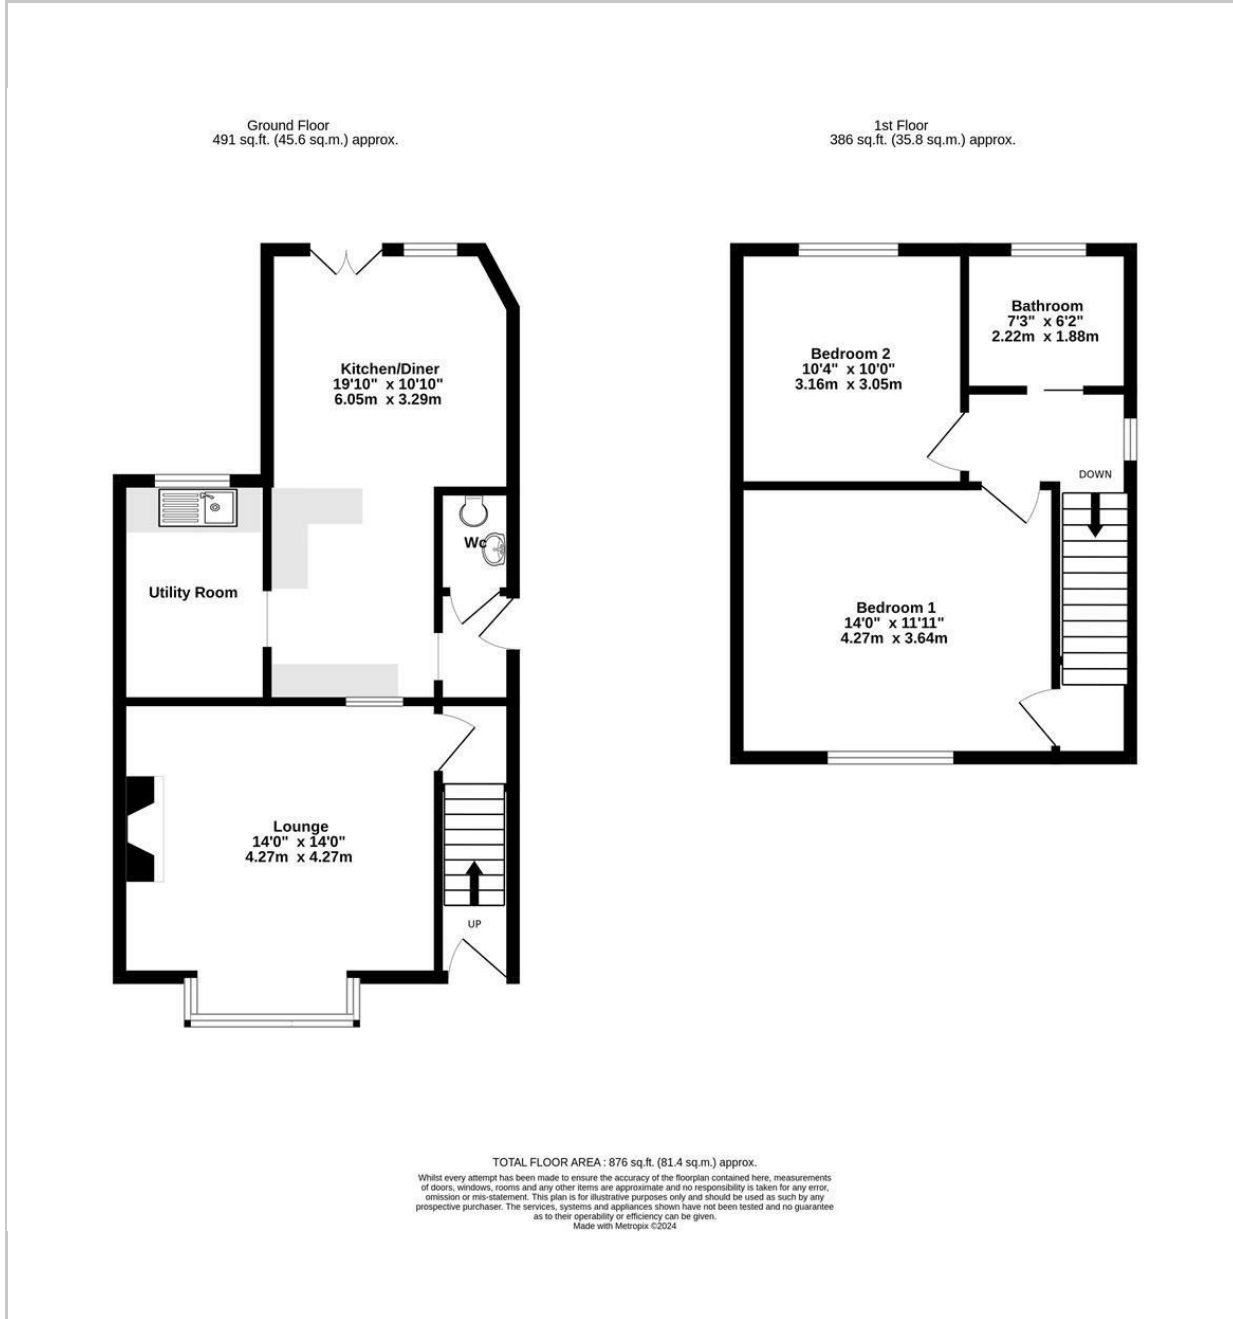 Ground Floor
491 sq.ft. (45.6 sq.m.) approx.
1st Floor
386 sq.ft. (35.8 sq.m.) approx.
Kitchen/Diner
19'10" x 10'10"
6.05m x 3.29m
Wc
Utility Room
Lounge
14'0" x 14'0"
4.27m x 4.27m
UP
Bedroom 2
10'4" x 10'0"
3.16m x 3.05m
Bathroom
7'3" x 6'2"
2.22m x 1.88m
DOWN
Bedroom 1
14'0" x 11'11"
4.27m x 3.64m
TOTAL FLOOR AREA : 876 sq.ft. (81.4 sq.m.) approx.
Whilst every attempt has been made to ensure the accuracy of the floorplan contained here, measurements
of doors, windows, rooms and any other items are approximate and no responsibility is taken for any error,
omission or mis-statement. This plan is for illustrative purposes only and should be used as such by any
prospective purchaser. The services, systems and appliances shown have not been tested and no guarantee
as to their operability or efficiency can be given.
Made with Metropix ©2024